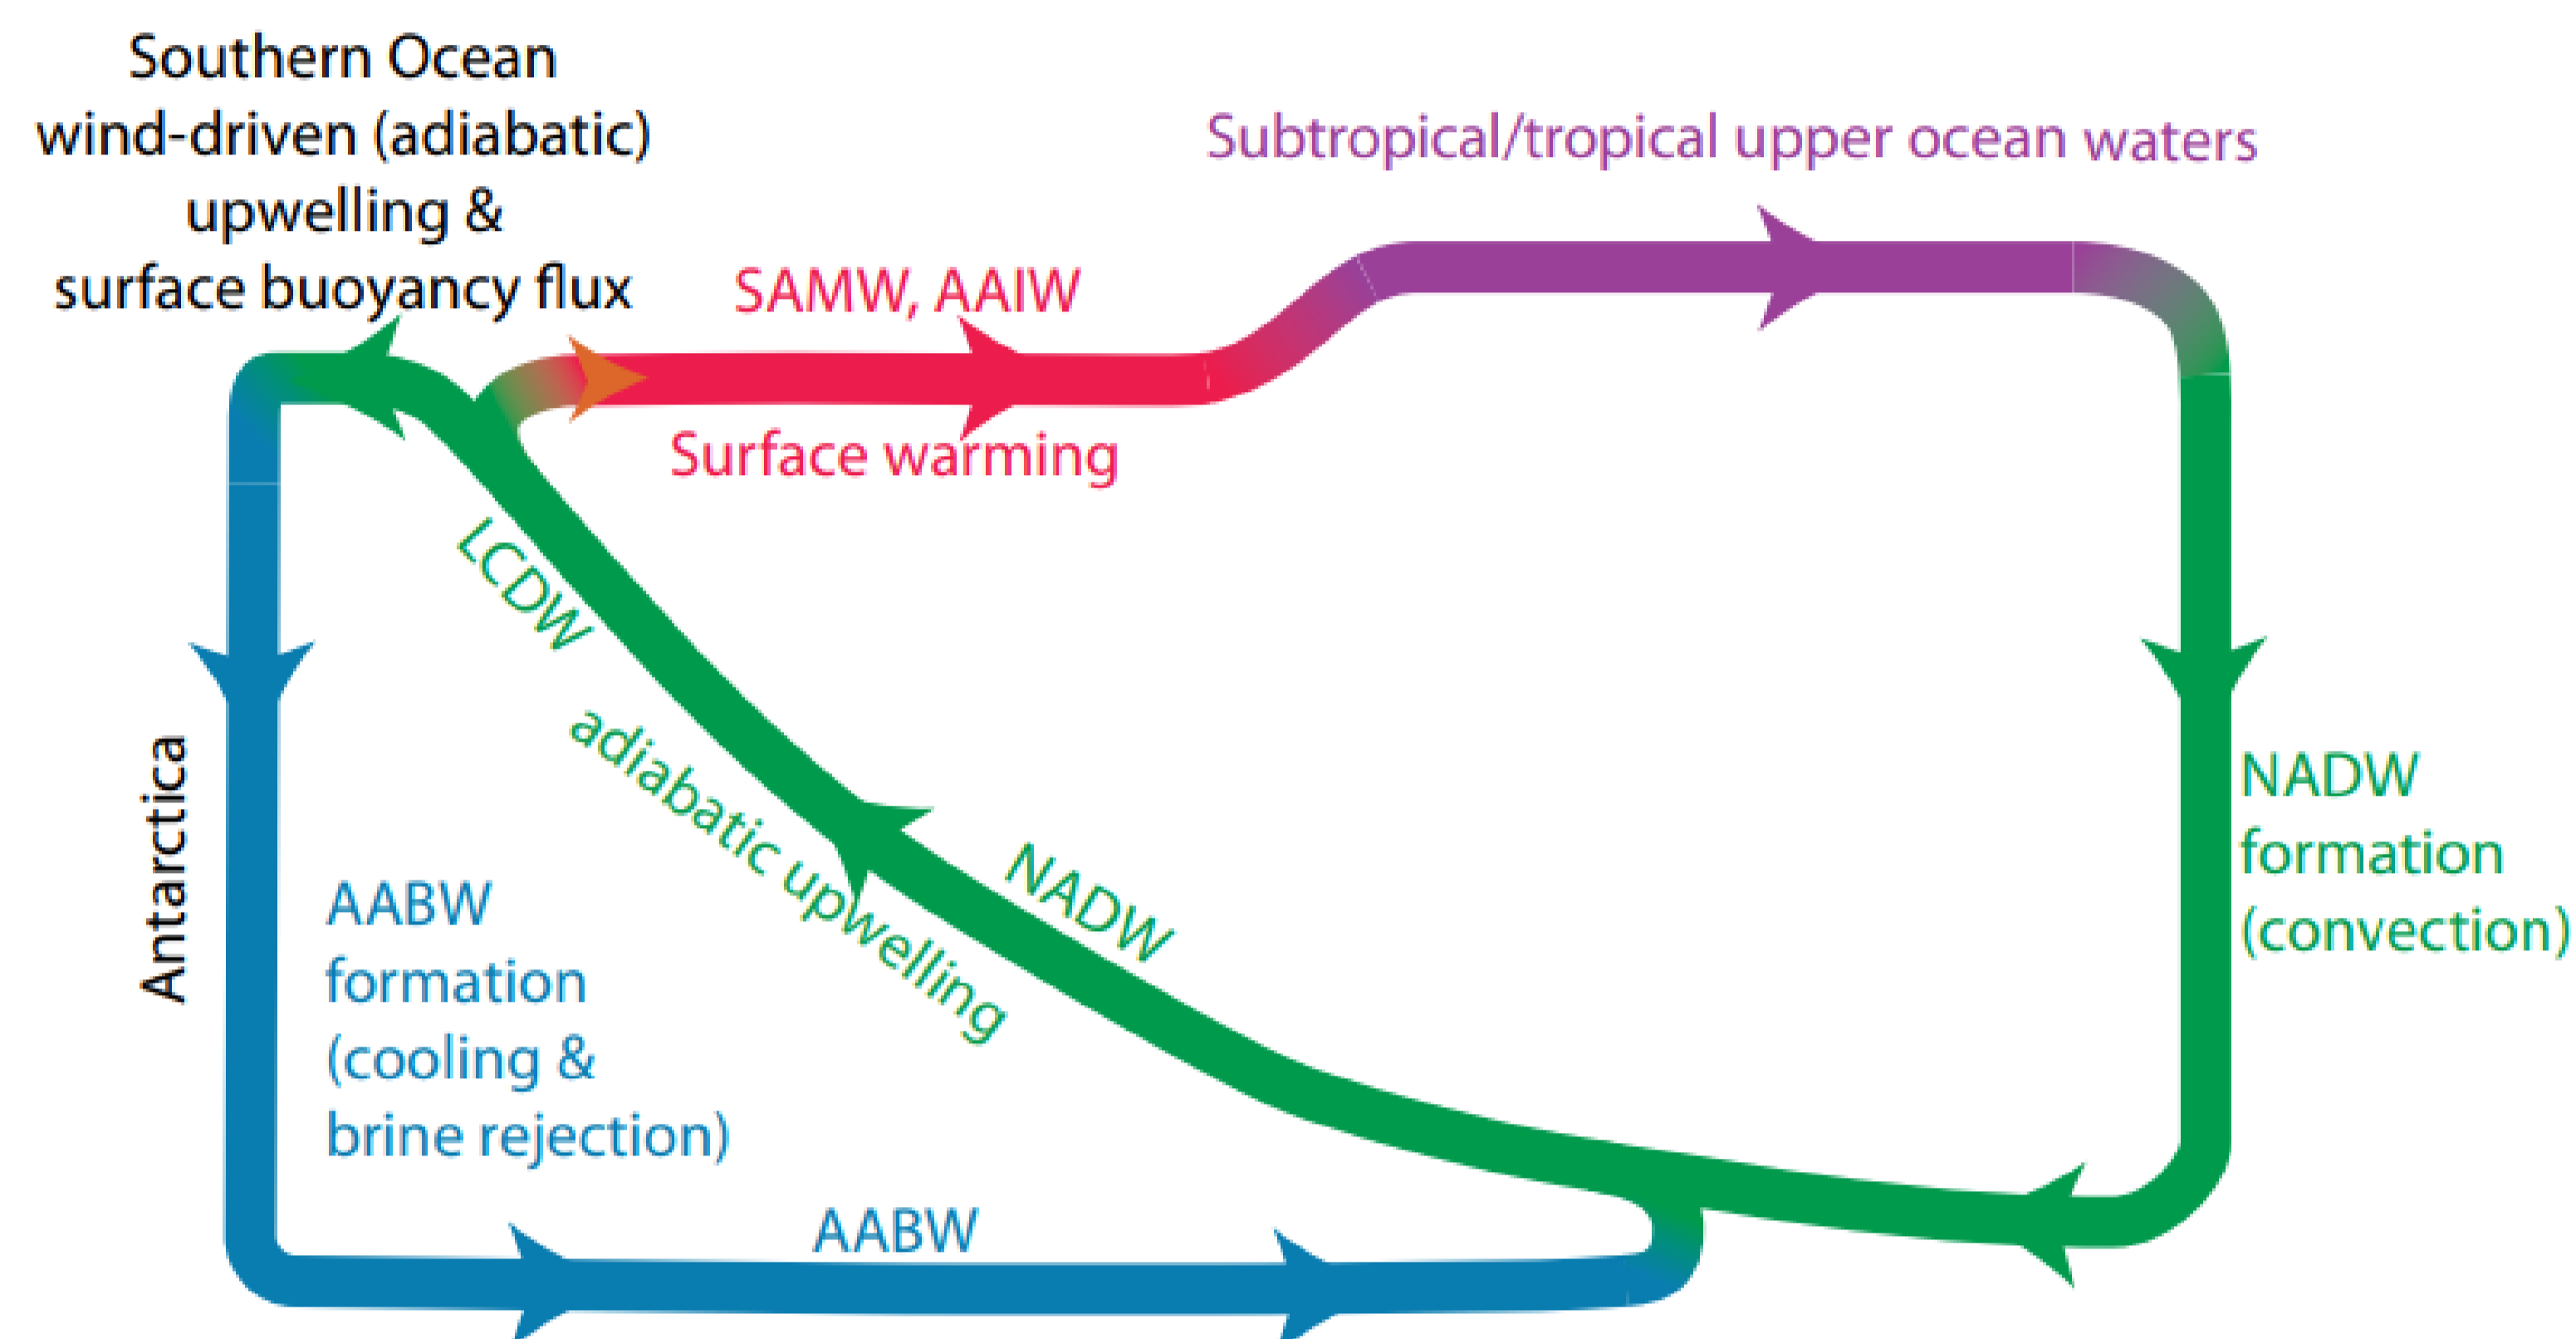 Southern Ocean
wind-driven (adiabatic)
upwelling &
surface buoyancy flux
Subtropical/tropical upper ocean waters
SAMW, AAIW
Surface warming
LCDW
adiabatic upwelling
NADW
NADW
formation
(convection)
Antarctica
AABW
formation
(cooling &
brine rejection)
AABW